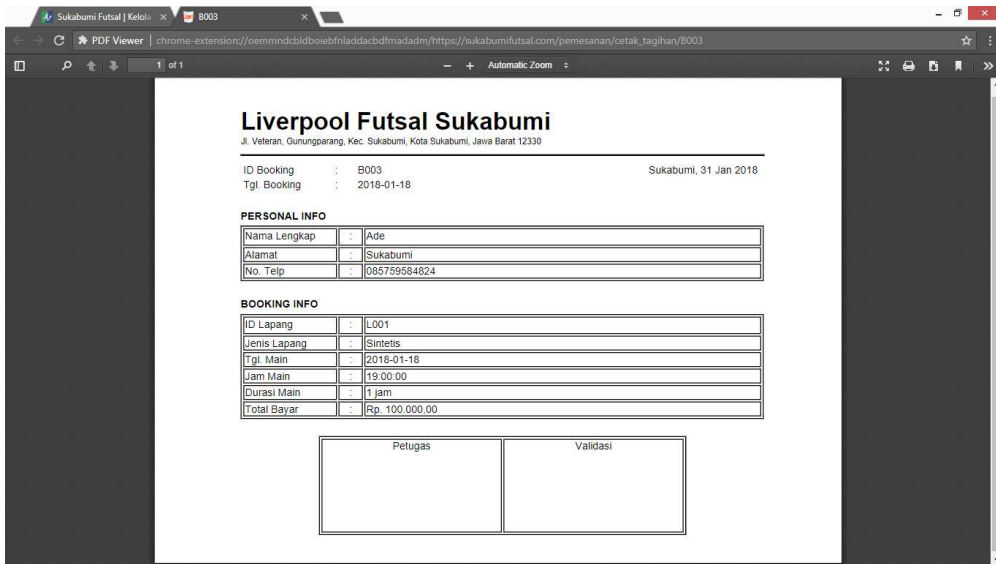 Sukabumi Futsal | Kelola
B003
PDF Viewer | chrome-extension://oemmndcbldboiebfnladdacbdfmadadm/https://sukabumifutsal.com/pemesanan/cetak_tagihan/B003
1 of 1
Automatic Zoom
Liverpool Futsal Sukabumi
Jl. Veteran, Gunungparang, Kec. Sukabumi, Kota Sukabumi, Jawa Barat 12330
ID Booking : B003 Sukabumi, 31 Jan 2018
Tgl. Booking : 2018-01-18
PERSONAL INFO
Nama Lengkap : Ade
Alamat : Sukabumi
No. Telp : 085759584824
BOOKING INFO
ID Lapang : L001
Jenis Lapang : Sintetis
Tgl. Main : 2018-01-18
Jam Main : 19:00:00
Durasi Main : 1 jam
Total Bayar : Rp. 100.000,00
Petugas Validasi